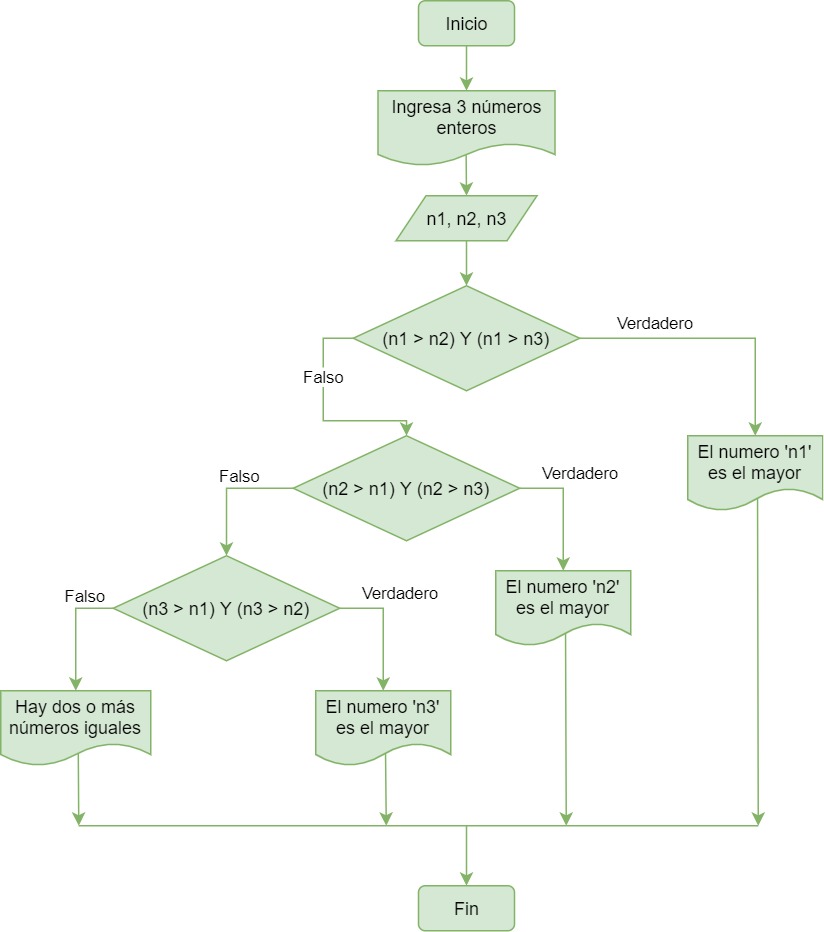 Inicio
Ingresa 3 números
enteros
n1, n2, n3
(n1 > n2) Y (n1 > n3)
Verdadero
Falso
El numero 'n1'
es el mayor
(n2 > n1) Y (n2 > n3)
Falso
Verdadero
El numero 'n2'
es el mayor
(n3 > n1) Y (n3 > n2)
Falso
Verdadero
Hay dos o más
números iguales
El numero 'n3'
es el mayor
Fin